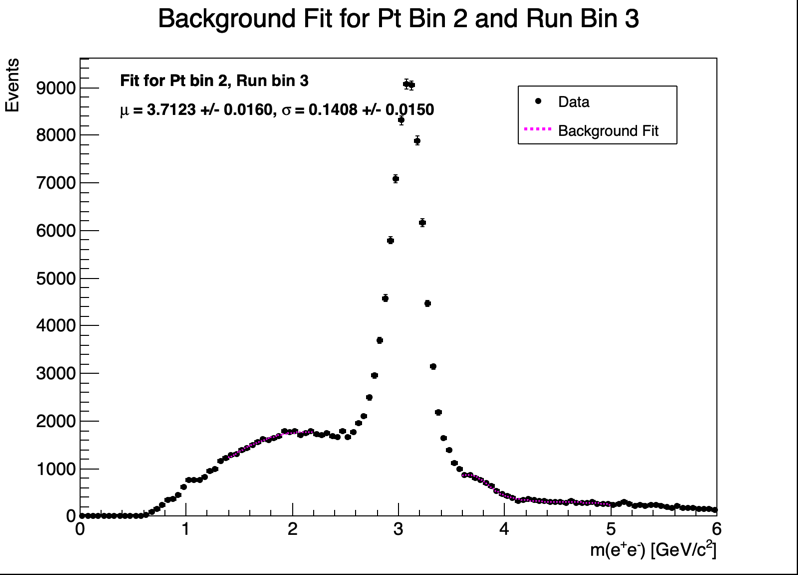 Background Fit for Pt Bin 2 and Run Bin 3
Events
Fit for Pt bin 2, Run bin 3
μ = 3.7123 +/- 0.0160, σ = 0.1408 +/- 0.0150
Data
Background Fit
9000
8000
7000
6000
5000
4000
3000
2000
1000
0
0 1 2 3 4 5 6
m(e⁺e⁻) [GeV/c²]